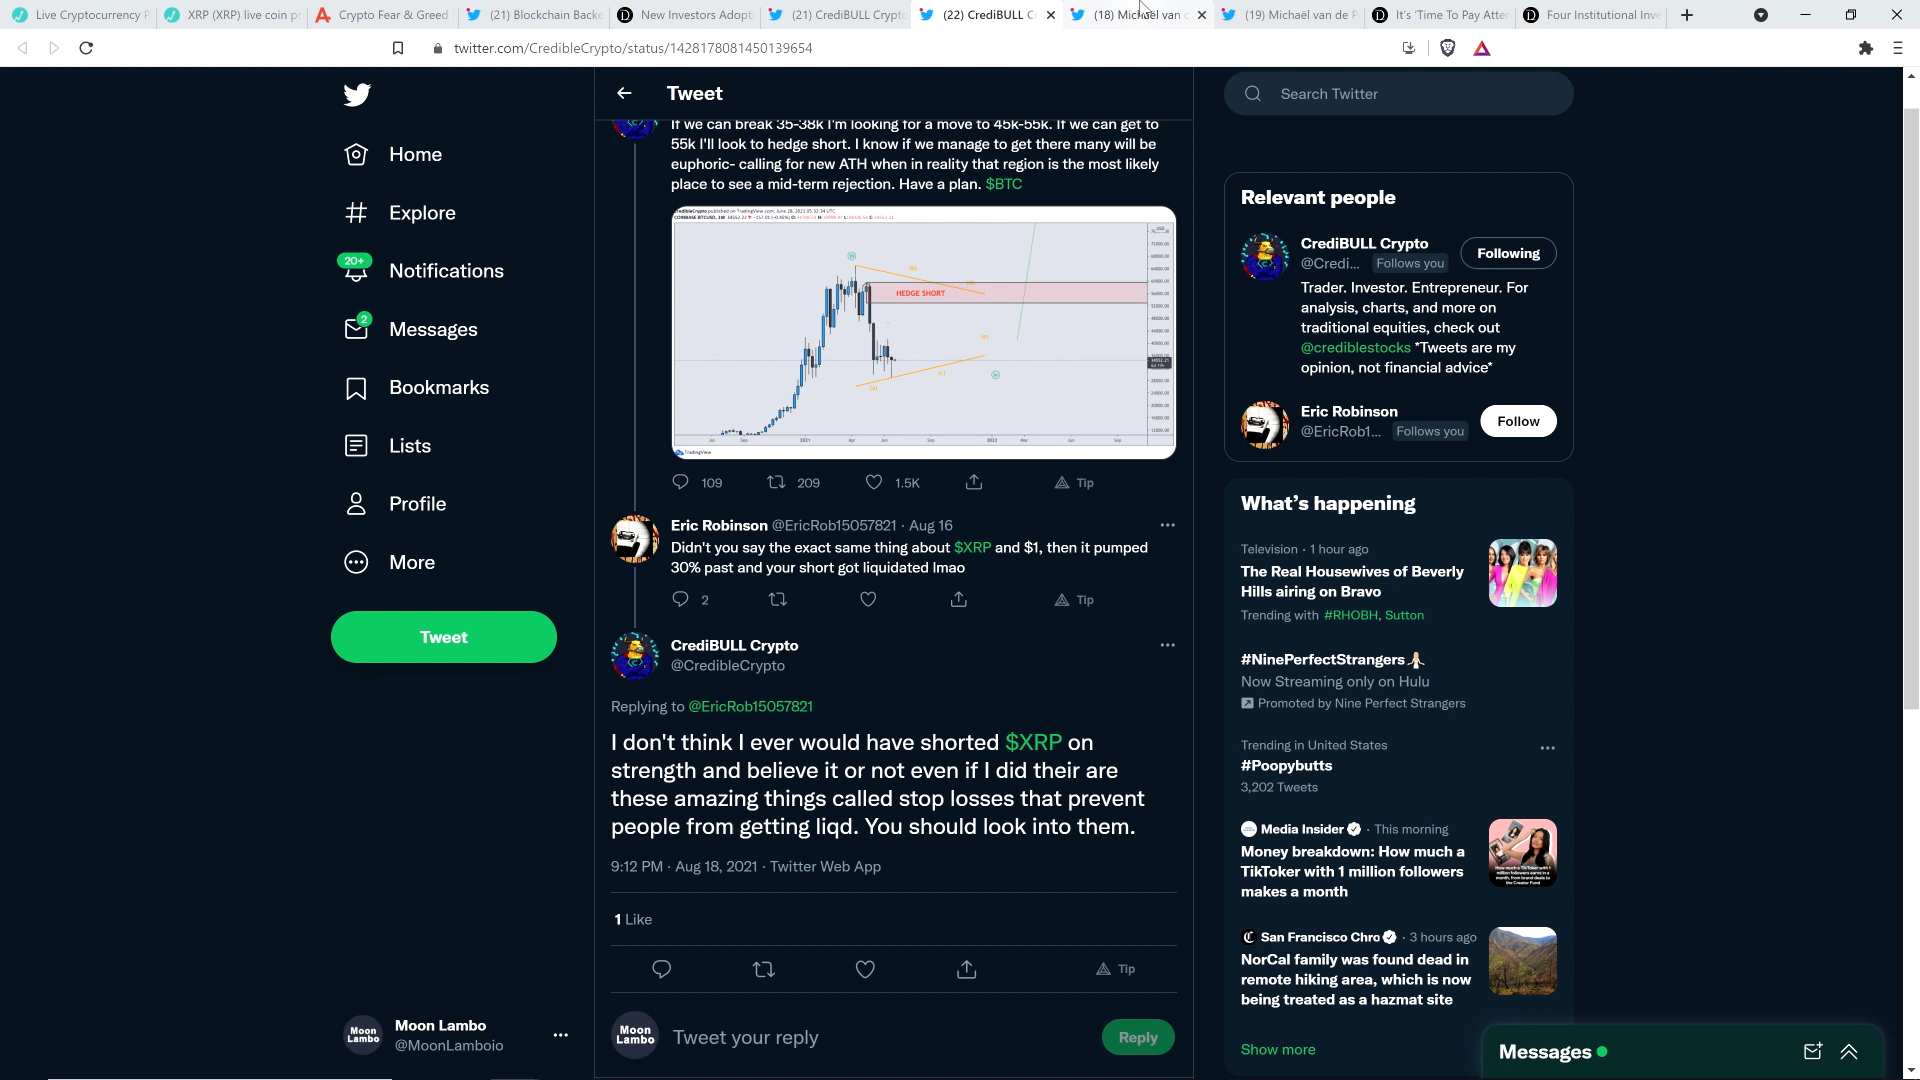 Live Cryptocurrency P
XRP (XRP) live coin pr
Crypto Fear & Greed
(21) Blockchain Backe
New Investors Adopt
(21) CrediBULL Crypto
(22) CrediBULL C
(18) Michaël van d
(19) Michaël van de P
It's 'Time To Pay Atter
Four Institutional Inve
twitter.com/CredibleCrypto/status/1428178081450139654
Home
Explore
20+
Notifications
2
Messages
Bookmarks
Lists
Profile
More
Tweet
Moon Lambo
Moon Lambo
@MoonLamboio
Tweet
If we can break 35-38k I'm looking for a move to 45k-55k. If we can get to
55k I'll look to hedge short. I know if we manage to get there many will be
euphoric- calling for new ATH when in reality that region is the most likely
place to see a mid-term rejection. Have a plan. $BTC
HEDGE SHORT
TradingView
109
209
1.5K
Tip
Eric Robinson @EricRob15057821 · Aug 16
Didn't you say the exact same thing about $XRP and $1, then it pumped
30% past and your short got liquidated lmao
2
Tip
CrediBULL Crypto
@CredibleCrypto
Replying to @EricRob15057821
I don't think I ever would have shorted $XRP on
strength and believe it or not even if I did their are
these amazing things called stop losses that prevent
people from getting liqd. You should look into them.
9:12 PM · Aug 18, 2021 · Twitter Web App
1 Like
Tip
Moon Lambo
Tweet your reply
Reply
Search Twitter
Relevant people
CrediBULL Crypto
@Credi... Follows you
Following
Trader. Investor. Entrepreneur. For
analysis, charts, and more on
traditional equities, check out
@crediblestocks *Tweets are my
opinion, not financial advice*
Eric Robinson
@EricRob1... Follows you
Follow
What's happening
Television · 1 hour ago
The Real Housewives of Beverly
Hills airing on Bravo
Trending with #RHOBH, Sutton
#NinePerfectStrangers
Now Streaming only on Hulu
Promoted by Nine Perfect Strangers
Trending in United States
#Poopybutts
3,202 Tweets
Media Insider · This morning
Money breakdown: How much a
TikToker with 1 million followers
makes a month
San Francisco Chro · 3 hours ago
NorCal family was found dead in
remote hiking area, which is now
being treated as a hazmat site
Show more
Messages